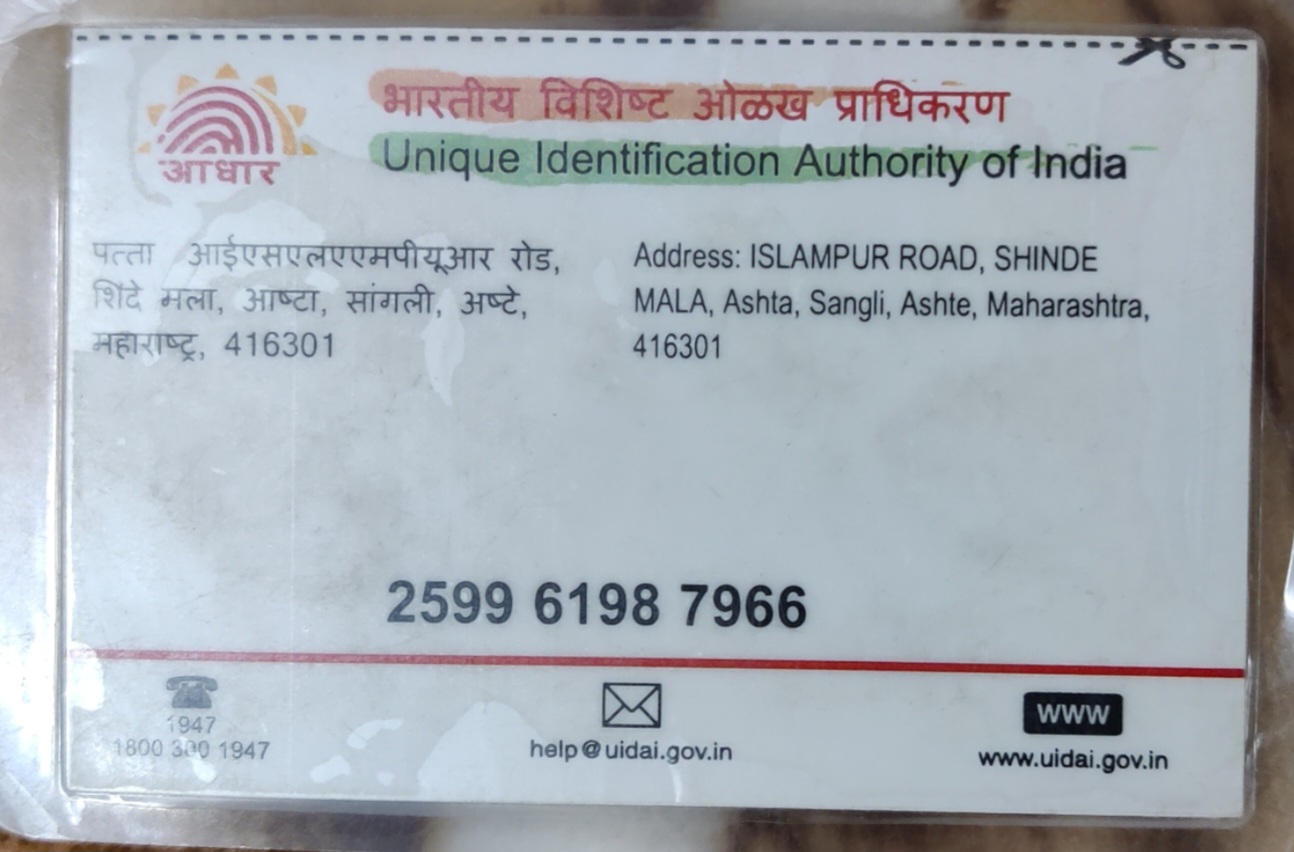 आधार
भारतीय विशिष्ट ओळख प्राधिकरण
Unique Identification Authority of India
पत्ता आईएसएलएएमपीयूआर रोड,
शिंदे मला, आष्टा, सांगली, अष्टे,
महाराष्ट्र, 416301
Address: ISLAMPUR ROAD, SHINDE
MALA, Ashta, Sangli, Ashte, Maharashtra,
416301
2599 6198 7966
1947
1800 300 1947
help@uidai.gov.in
www
www.uidai.gov.in